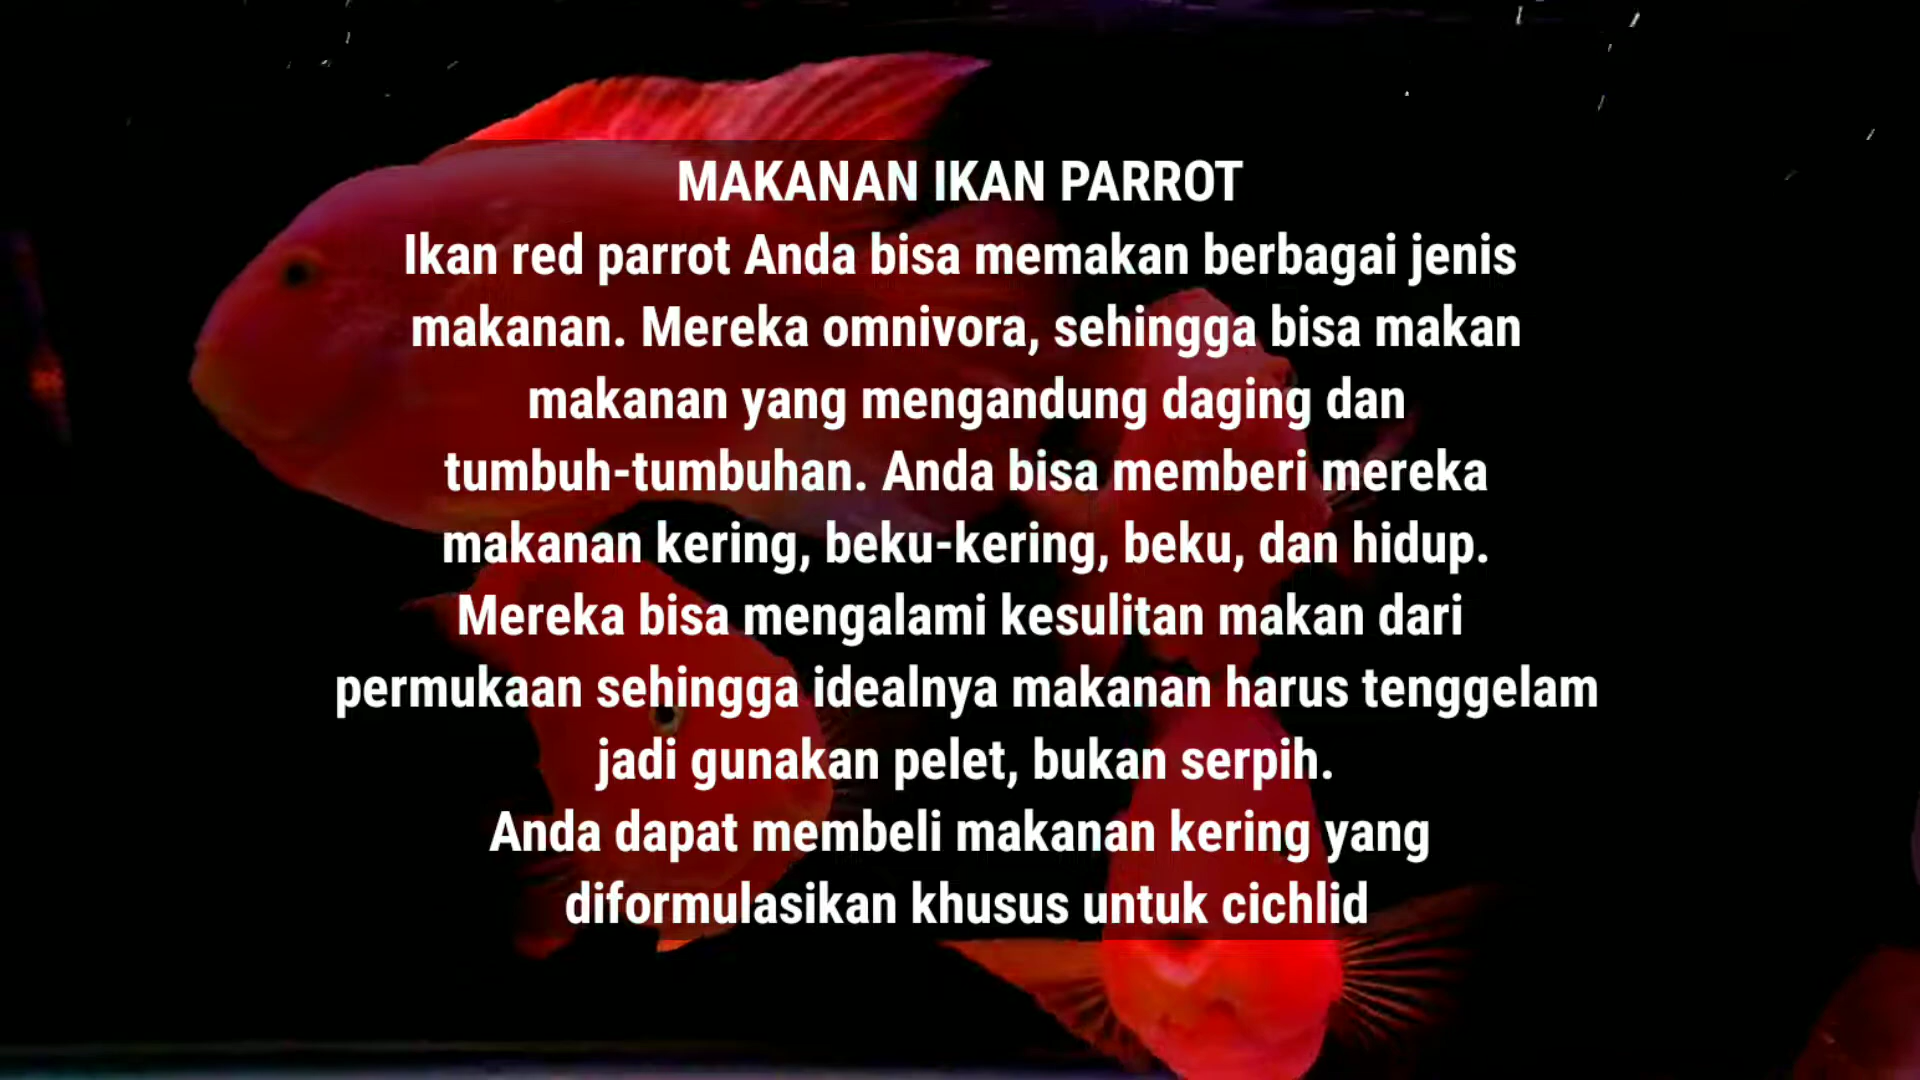 MAKANAN IKAN PARROT
Ikan red parrot Anda bisa memakan berbagai jenis
makanan. Mereka omnivora, sehingga bisa makan
makanan yang mengandung daging dan
tumbuh-tumbuhan. Anda bisa memberi mereka
makanan kering, beku-kering, beku, dan hidup.
Mereka bisa mengalami kesulitan makan dari
permukaan sehingga idealnya makanan harus tenggelam
jadi gunakan pelet, bukan serpih.
Anda dapat membeli makanan kering yang
diformulasikan khusus untuk cichlid